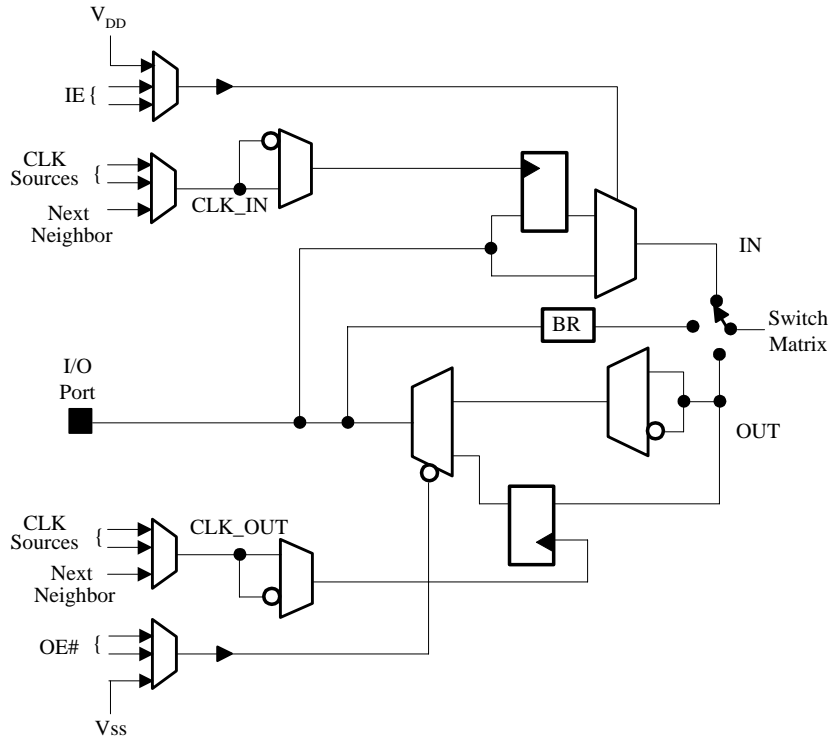 VDD
IE {
CLK
Sources {
CLK_IN
Next
Neighbor
IN
BR
Switch
Matrix
I/O
Port
OUT
CLK
Sources {
CLK_OUT
Next
Neighbor
OE# {
Vss